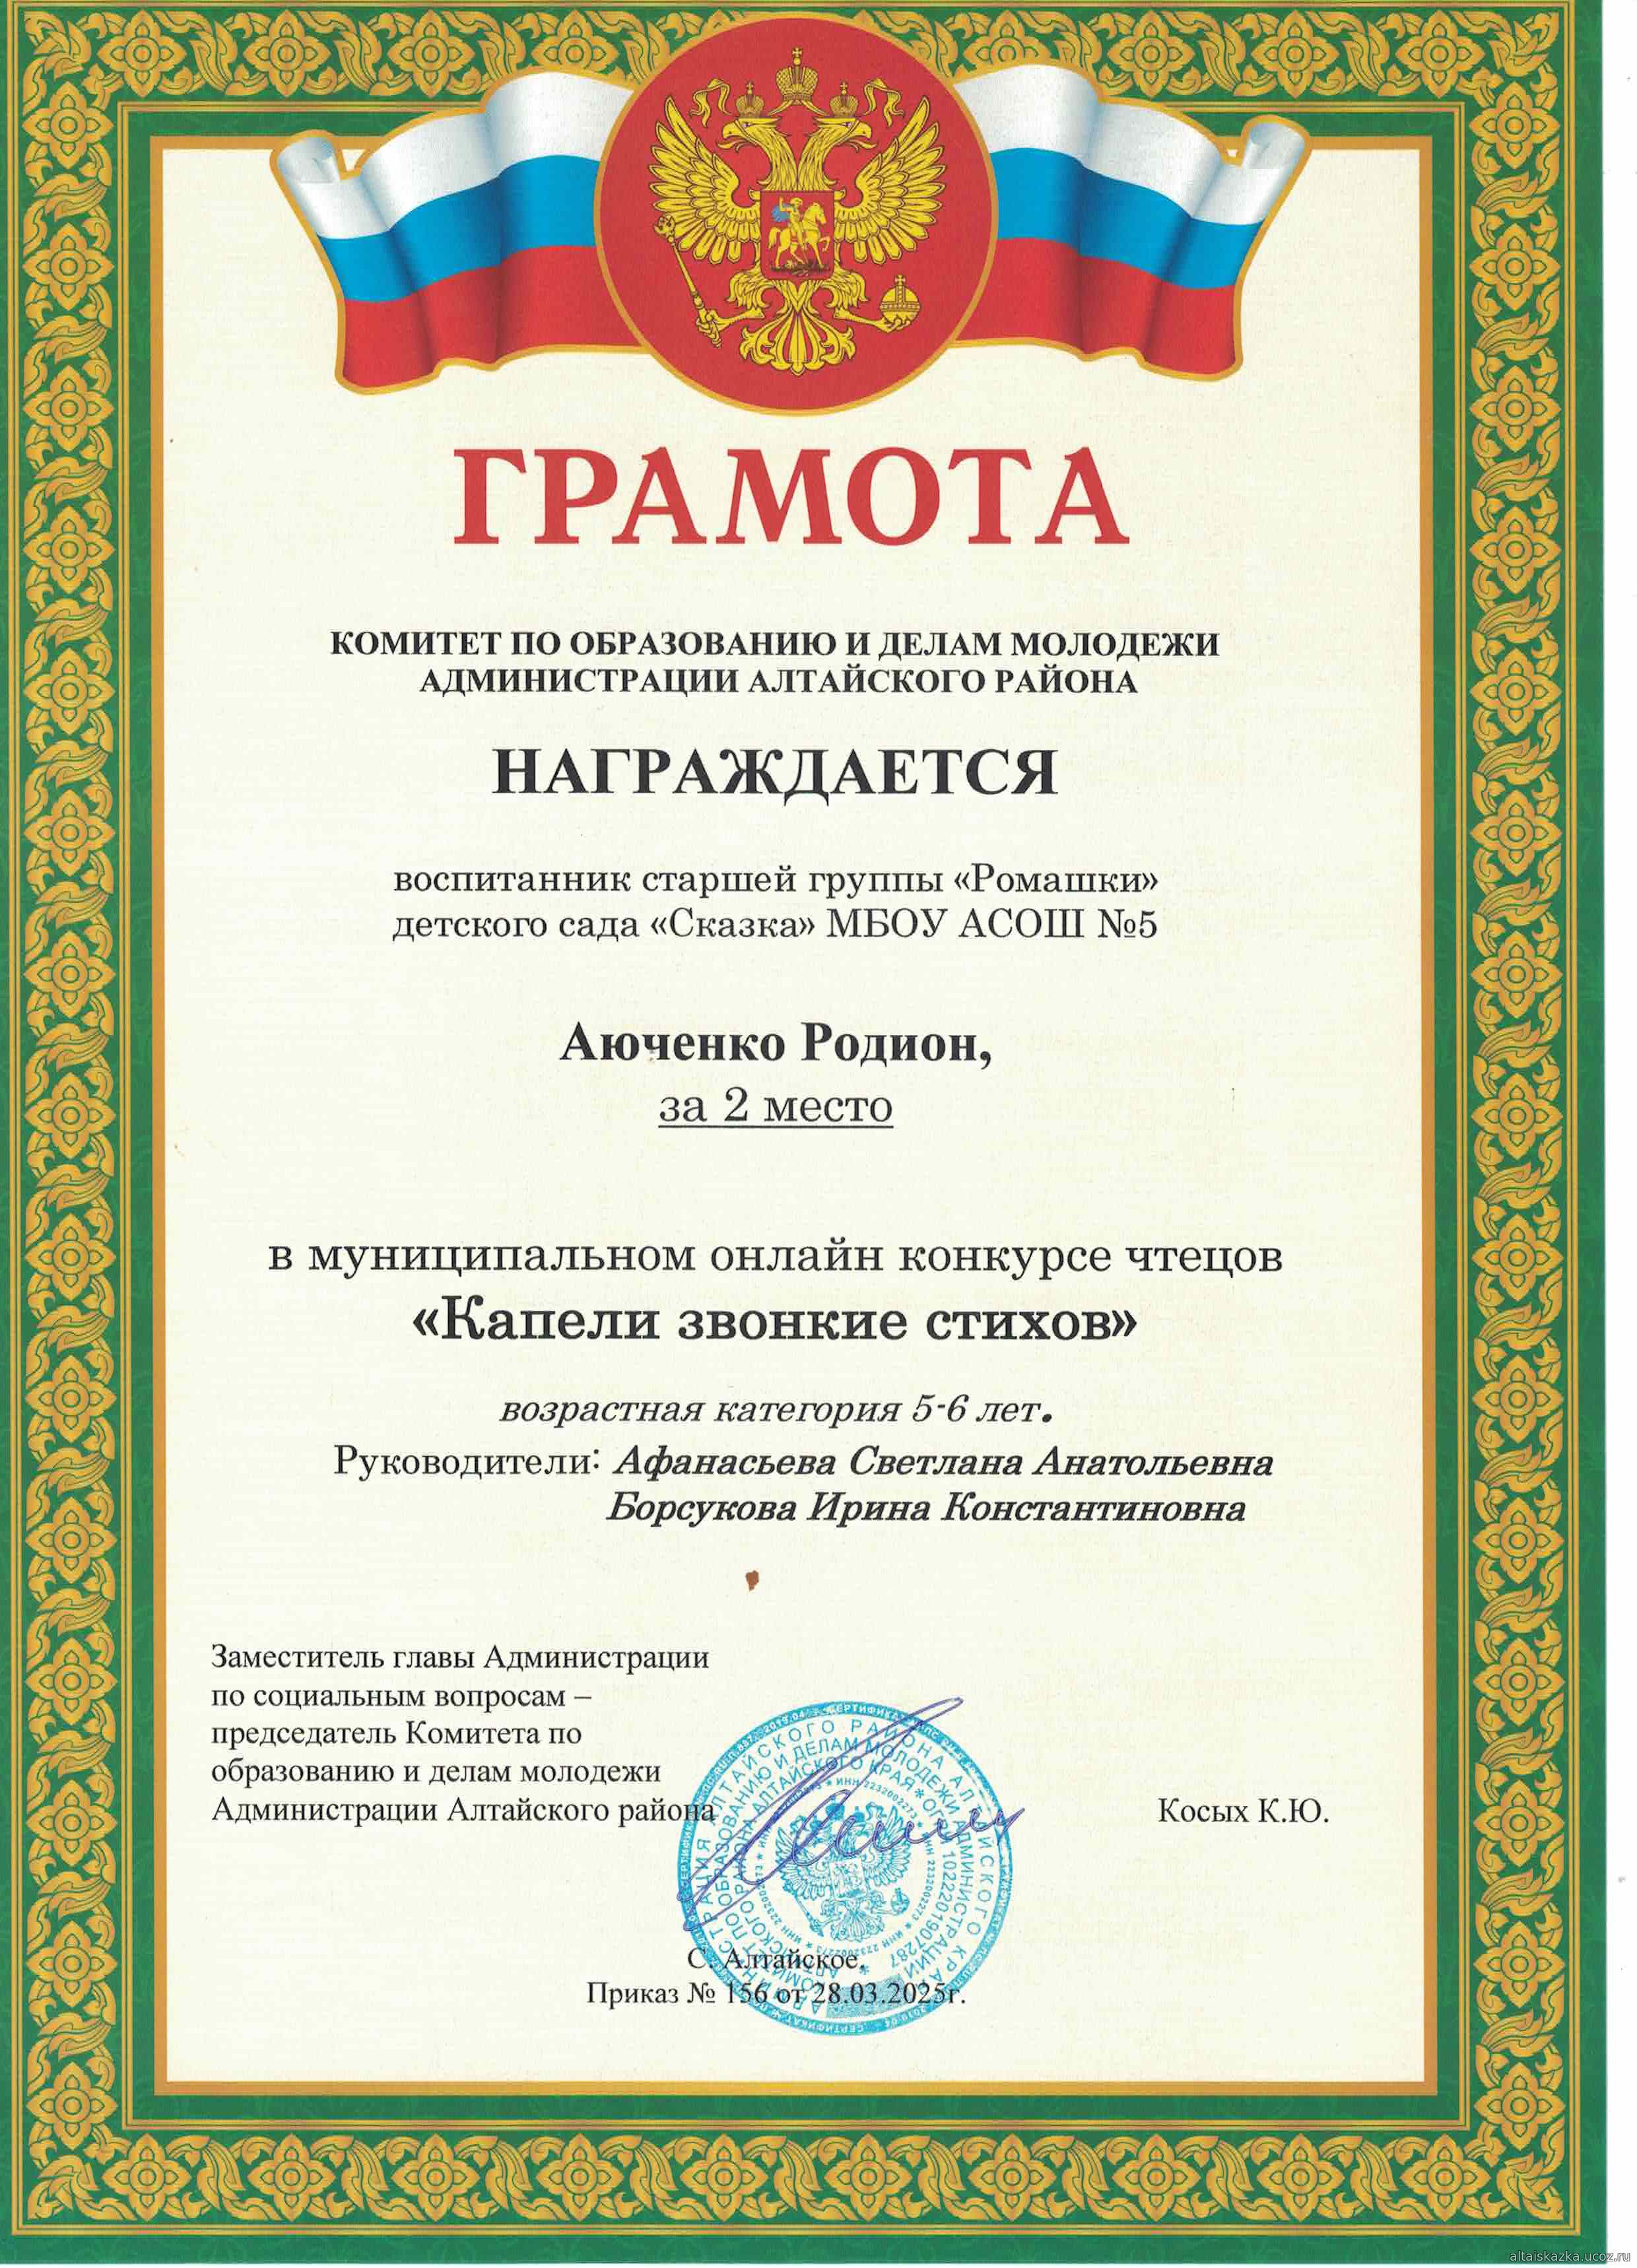 ГРАМОТА
КОМИТЕТ ПО ОБРАЗОВАНИЮ И ДЕЛАМ МОЛОДЕЖИ
АДМИНИСТРАЦИИ АЛТАЙСКОГО РАЙОНА
НАГРАЖДАЕТСЯ
воспитанник старшей группы «Ромашки»
детского сада «Сказка» МБОУ АСОШ №5
Аюченко Родион,
за 2 место
в муниципальном онлайн конкурсе чтецов
«Капели звонкие стихов»
возрастная категория 5-6 лет.
Руководители: Афанасьева Светлана Анатольевна
Борсукова Ирина Константиновна
Заместитель главы Администрации
по социальным вопросам –
председатель Комитета по
образованию и делам молодежи
Администрации Алтайского района
Косых К.Ю.
С. Алтайское,
Приказ № 156 от 28.03.2025г.
altaiskazka.ucoz.ru